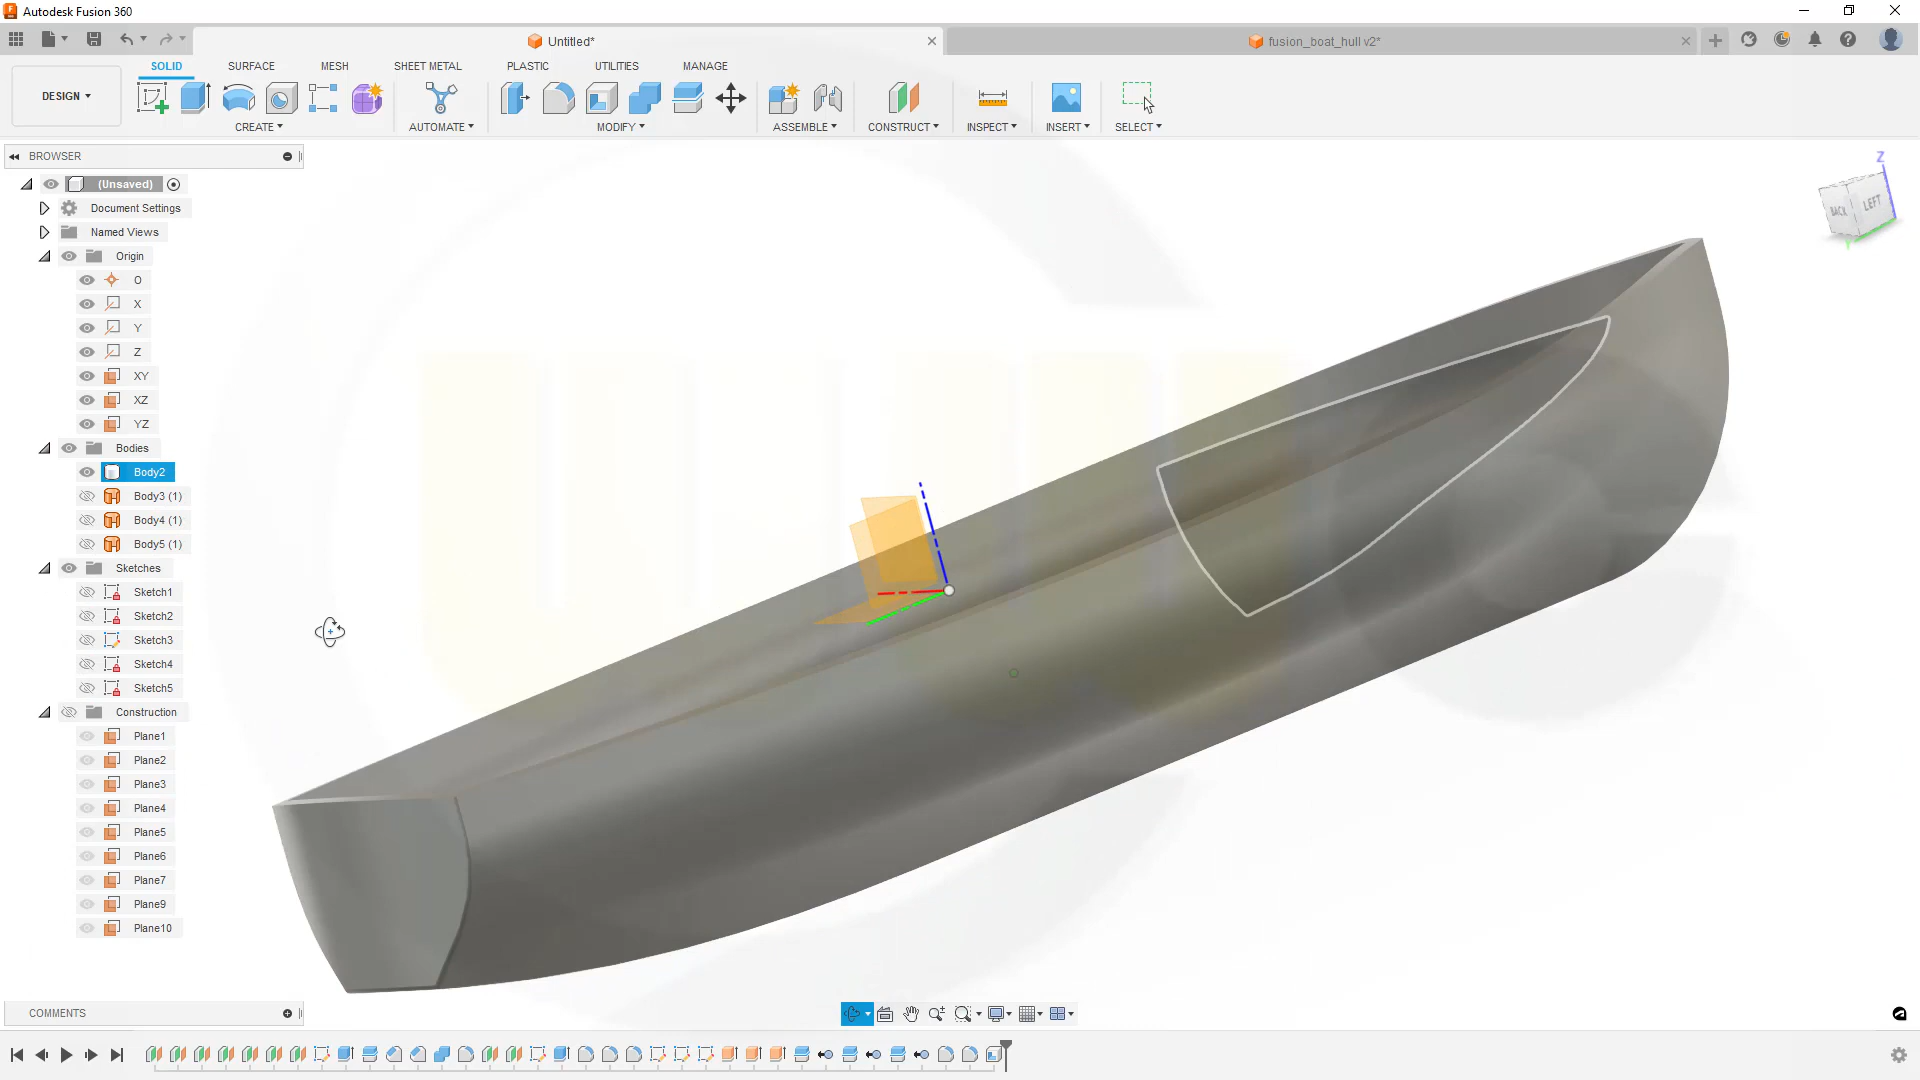 Autodesk Fusion 360
Untitled*
fusion_boat_hull v2*
SOLID SURFACE MESH SHEET METAL PLASTIC UTILITIES MANAGE
DESIGN
CREATE AUTOMATE MODIFY ASSEMBLE CONSTRUCT INSPECT INSERT SELECT
BROWSER
(Unsaved)
Document Settings
Named Views
Origin
O
X
Y
Z
XY
XZ
YZ
Bodies
Body2
Body3 (1)
Body4 (1)
Body5 (1)
Sketches
Sketch1
Sketch2
Sketch3
Sketch4
Sketch5
Construction
Plane1
Plane2
Plane3
Plane4
Plane5
Plane6
Plane7
Plane9
Plane10
Z
BACK LEFT
COMMENTS